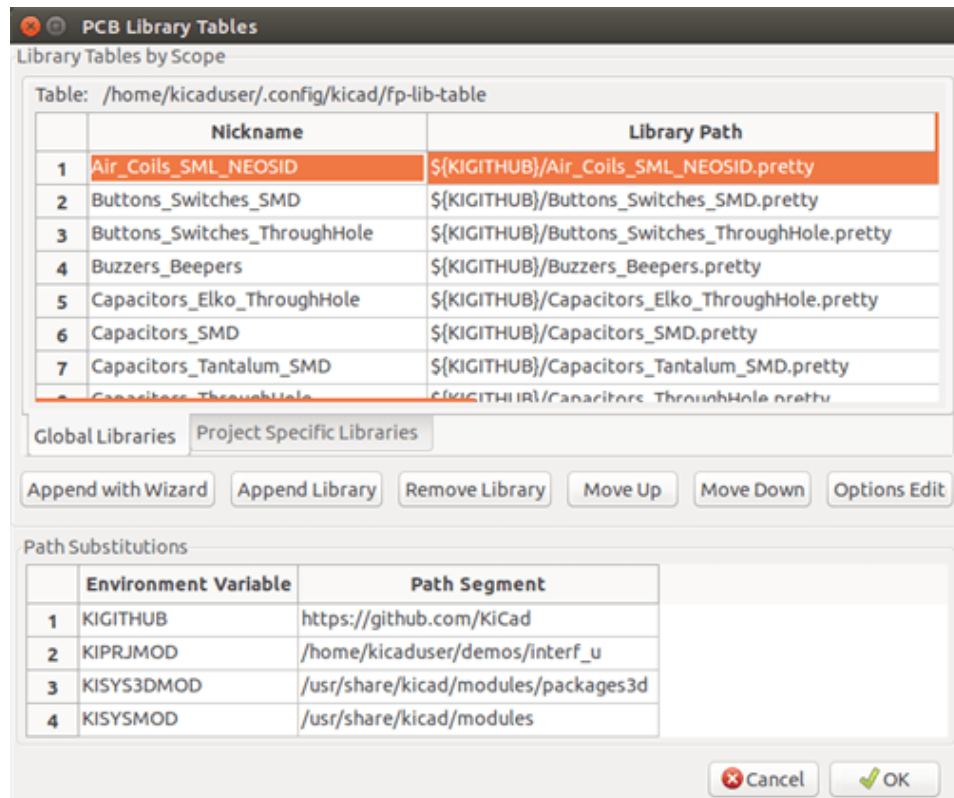 PCB Library Tables
Library Tables by Scope
Table: /home/kicaduser/.config/kicad/fp-lib-table
Nickname Library Path
1 Air_Coils_SML_NEOSID ${KIGITHUB}/Air_Coils_SML_NEOSID.pretty
2 Buttons_Switches_SMD ${KIGITHUB}/Buttons_Switches_SMD.pretty
3 Buttons_Switches_ThroughHole ${KIGITHUB}/Buttons_Switches_ThroughHole.pretty
4 Buzzers_Beepers ${KIGITHUB}/Buzzers_Beepers.pretty
5 Capacitors_Elko_ThroughHole ${KIGITHUB}/Capacitors_Elko_ThroughHole.pretty
6 Capacitors_SMD ${KIGITHUB}/Capacitors_SMD.pretty
7 Capacitors_Tantalum_SMD ${KIGITHUB}/Capacitors_Tantalum_SMD.pretty
Capacitors_ThroughHole ${KIGITHUB}/Capacitors_ThroughHole.pretty
Global Libraries Project Specific Libraries
Append with Wizard Append Library Remove Library Move Up Move Down Options Edit
Path Substitutions
Environment Variable Path Segment
1 KIGITHUB https://github.com/KiCad
2 KIPRJMOD /home/kicaduser/demos/interf_u
3 KISYS3DMOD /usr/share/kicad/modules/packages3d
4 KISYSMOD /usr/share/kicad/modules
Cancel OK